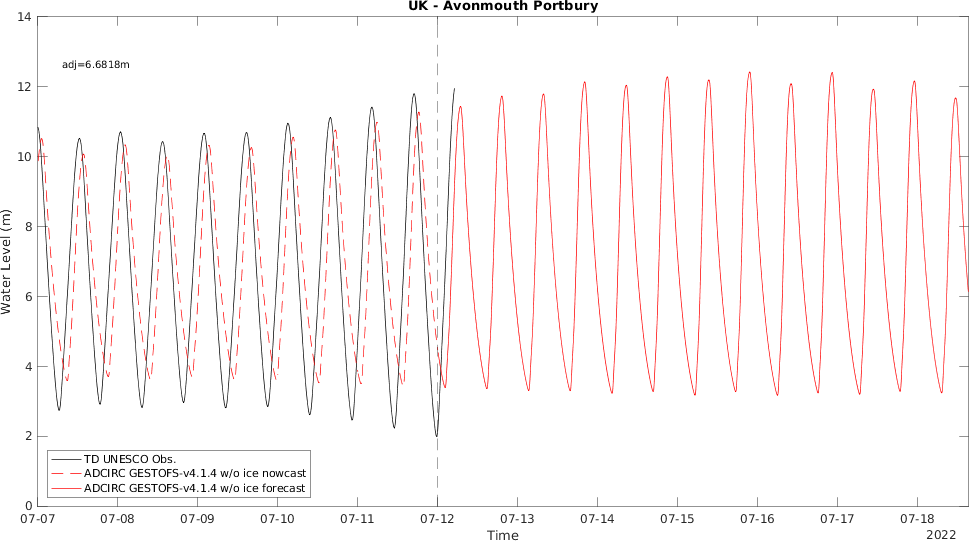 UK - Avonmouth Portbury
adj=6.6818m
Water Level (m)
14
12
10
8
6
4
2
0
TD UNESCO Obs.
ADCIRC GESTOFS-v4.1.4 w/o ice nowcast
ADCIRC GESTOFS-v4.1.4 w/o ice forecast
07-07 07-08 07-09 07-10 07-11 07-12 07-13 07-14 07-15 07-16 07-17 07-18
Time
2022